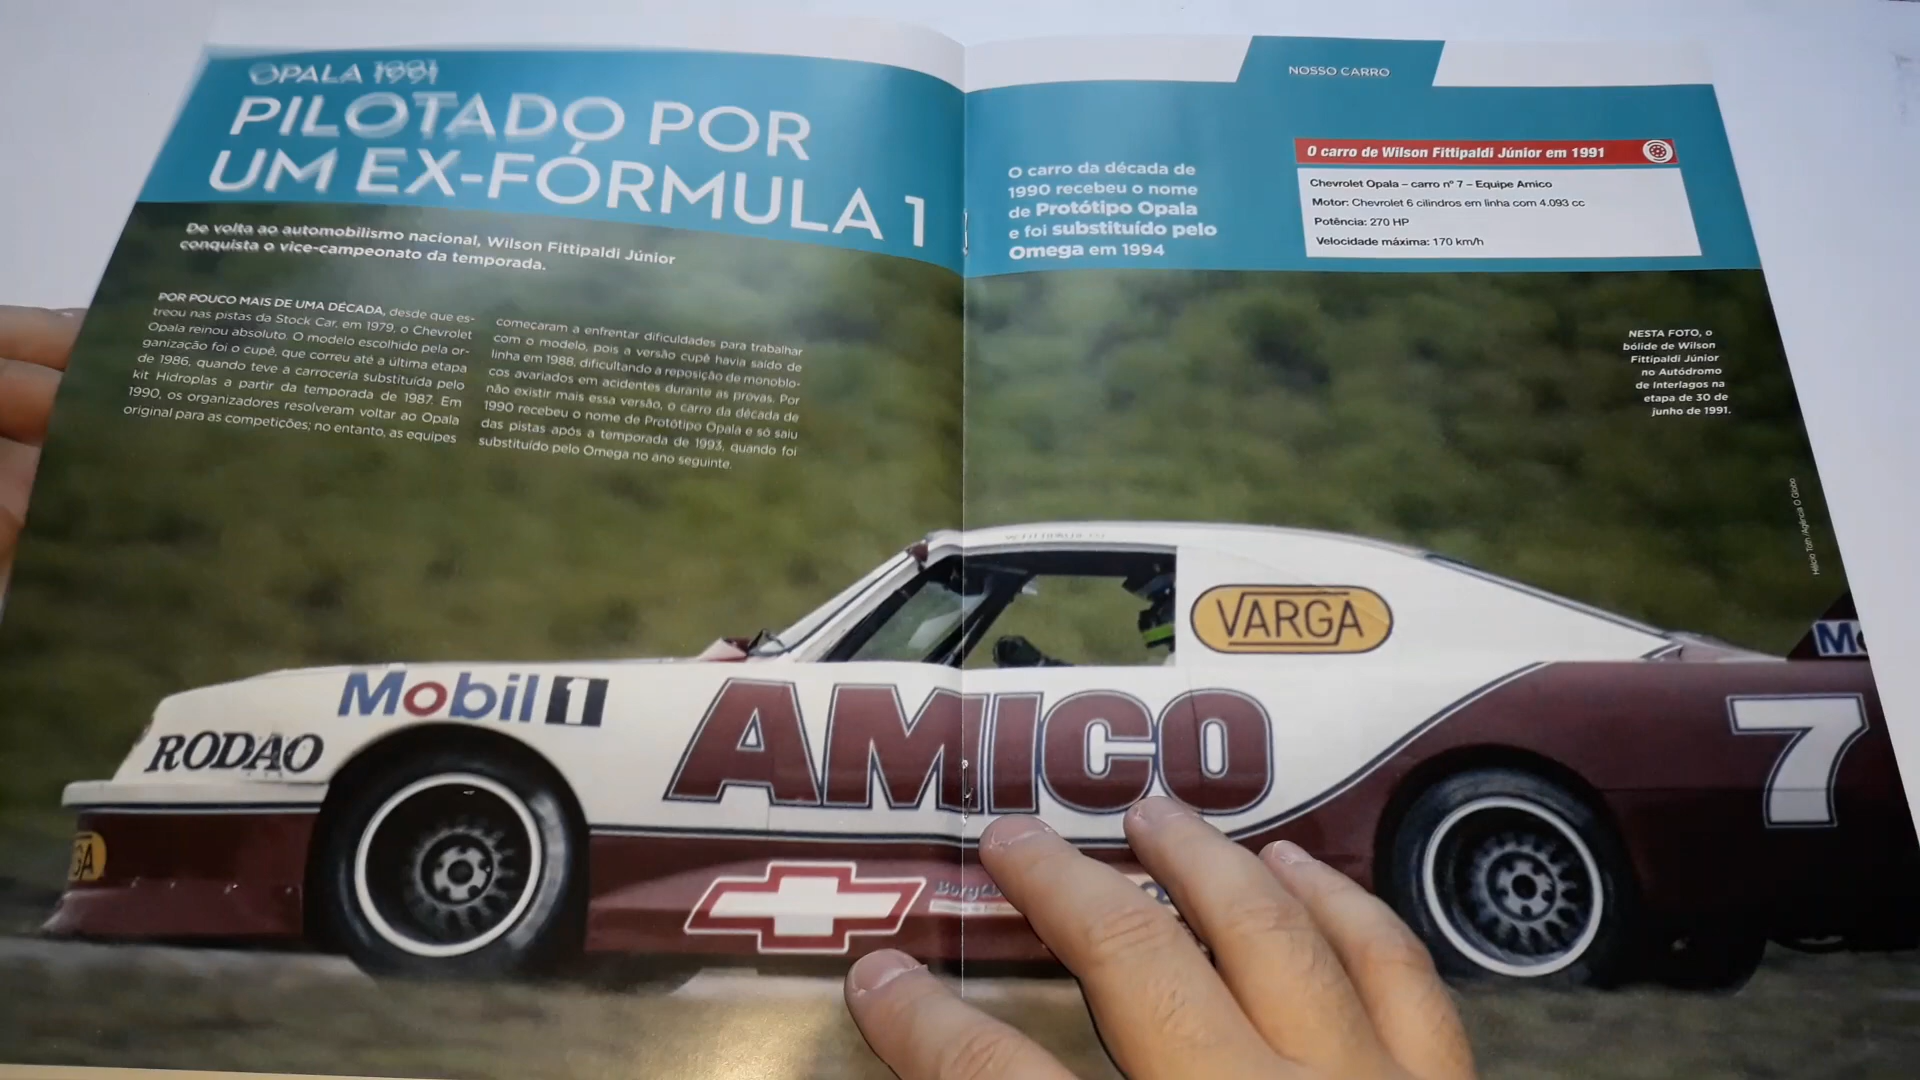 OPALA 1991
PILOTADO POR
UM EX-FÓRMULA 1
De volta ao automobilismo nacional, Wilson Fittipaldi Júnior
conquista o vice-campeonato da temporada.
POR POUCO MAIS DE UMA DÉCADA, desde que es-
treou nas pistas da Stock Car, em 1979, o Chevrolet
Opala reinou absoluto. O modelo escolhido pela or-
ganização foi o cupê, que correu até a última etapa
de 1986, quando teve a carroceria substituída pelo
kit Hidroplas a partir da temporada de 1987. Em
1990, os organizadores resolveram voltar ao Opala
original para as competições; no entanto, as equipes
começaram a enfrentar dificuldades para trabalhar
com o modelo, pois a versão cupê havia saído de
linha em 1988, dificultando a reposição de monoblo-
cos avariados em acidentes durante as provas. Por
não existir mais essa versão, o carro da década de
1990 recebeu o nome de Protótipo Opala e só saiu
das pistas após a temporada de 1993, quando foi
substituído pelo Omega no ano seguinte.
NOSSO CARRO
O carro da década de
1990 recebeu o nome
de Protótipo Opala
e foi substituído pelo
Omega em 1994
O carro de Wilson Fittipaldi Júnior em 1991
Chevrolet Opala – carro nº 7 – Equipe Amico
Motor: Chevrolet 6 cilindros em linha com 4.093 cc
Potência: 270 HP
Velocidade máxima: 170 km/h
NESTA FOTO, o
bólide de Wilson
Fittipaldi Júnior
no Autódromo
de Interlagos na
etapa de 30 de
junho de 1991.
Hélcio Toth /Agência O Globo
VARGA
Mobil 1
RODAO
AMICO
7